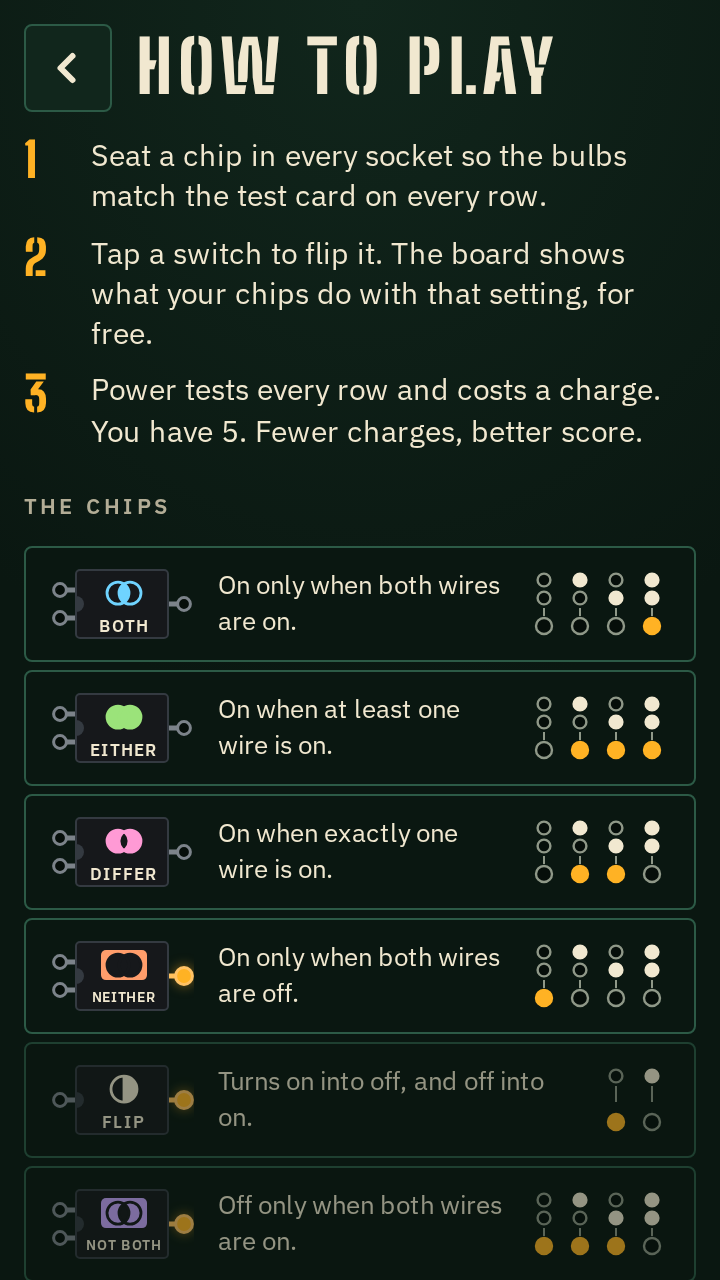 HOW TO PLAY
1 Seat a chip in every socket so the bulbs
match the test card on every row.
2 Tap a switch to flip it. The board shows
what your chips do with that setting, for
free.
3 Power tests every row and costs a charge.
You have 5. Fewer charges, better score.
THE CHIPS
BOTH
On only when both wires
are on.
EITHER
On when at least one
wire is on.
DIFFER
On when exactly one
wire is on.
NEITHER
On only when both wires
are off.
FLIP
Turns on into off, and off into
on.
NOT BOTH
Off only when both wires
are on.